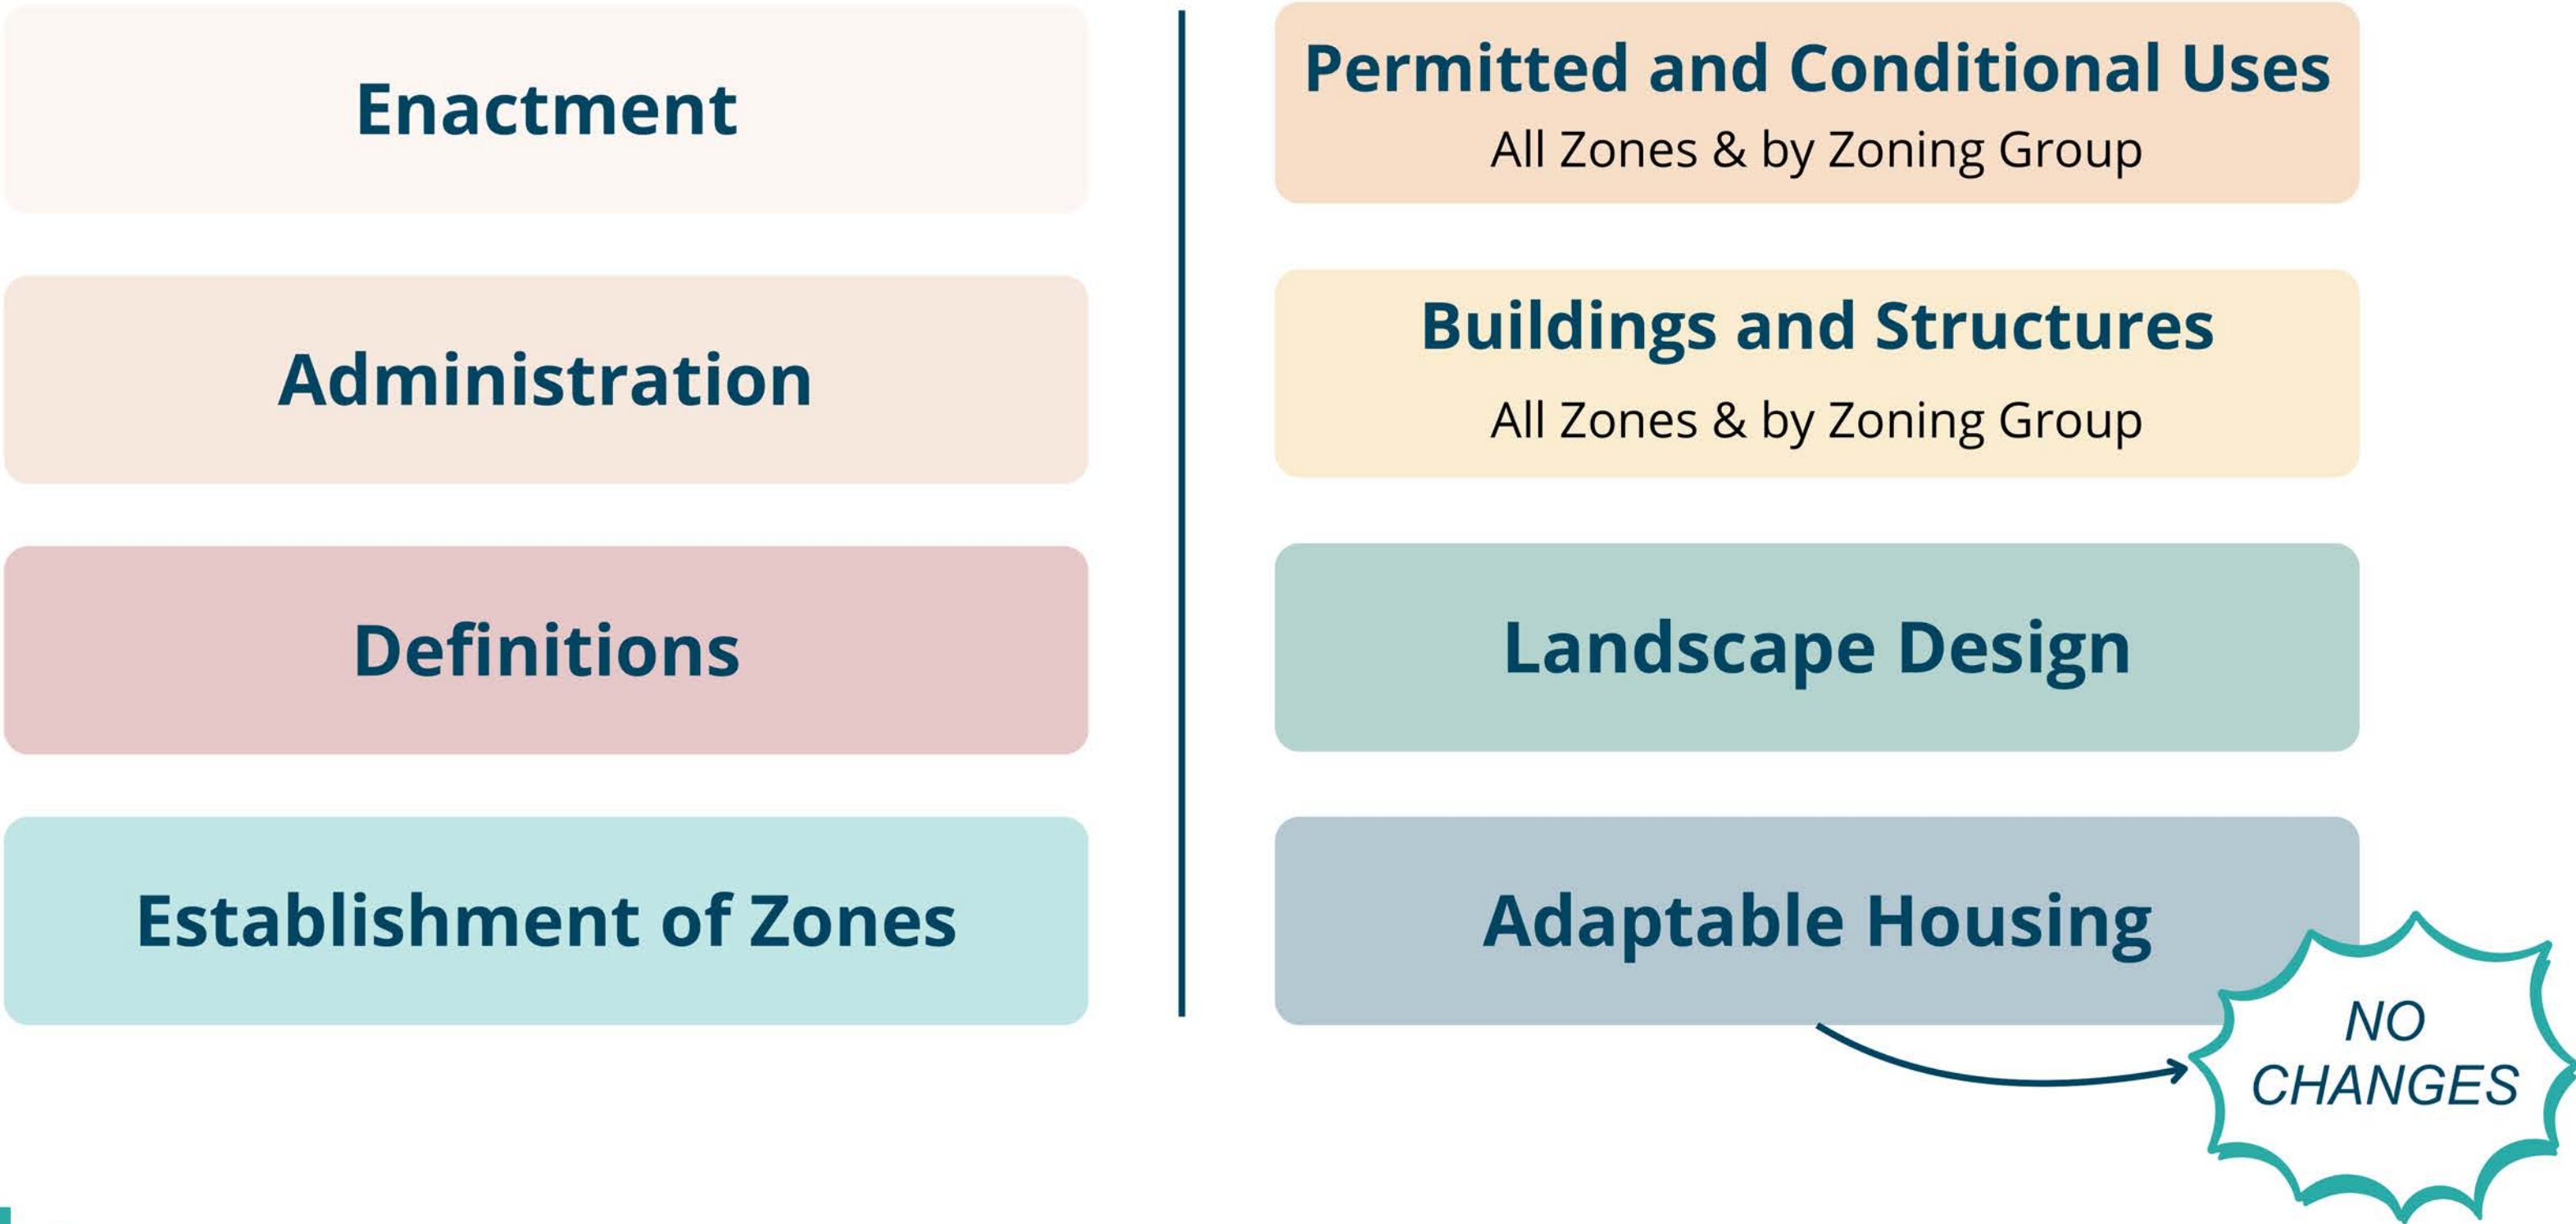 Enactment
Administration
Definitions
Establishment of Zones
Permitted and Conditional Uses
All Zones & by Zoning Group
Buildings and Structures
All Zones & by Zoning Group
Landscape Design
Adaptable Housing
NO
CHANGES